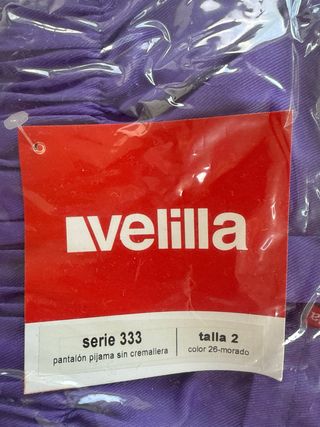 velilla
serie 333
pantalón pijama sin cremallera
talla 2
color 26-morado